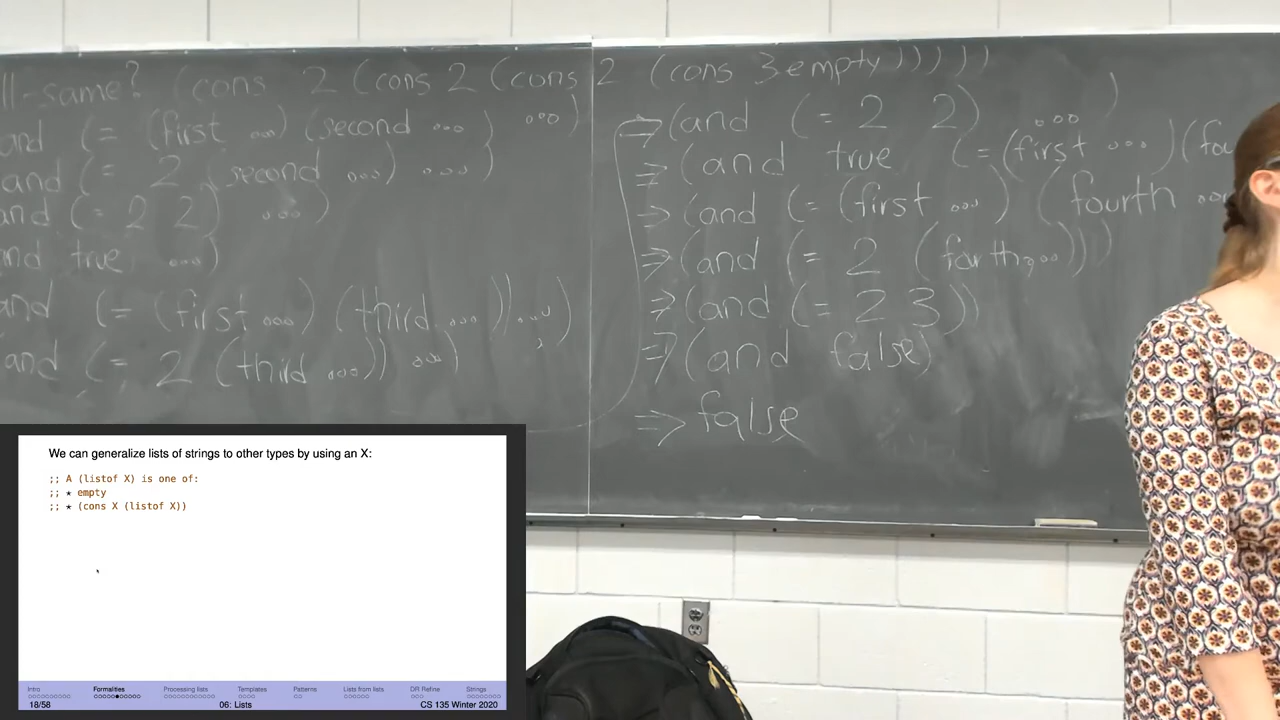 ll-same? (cons 2 (cons 2 (cons 2 (cons 3 empty)))))
and (= (first ...) (second ...) ...)
and (= 2 (second ...) ...)
and (= 2 2) ...)
nd true ...)
and (= (first ...) (third ...)) ...)
and (= 2 (third ...)) ...)
⇒ (and (= 2 2) ... )
⇒ (and true (= (first ...) (fou
⇒ (and (= (first ...) (fourth ...
⇒ (and (= 2 (forth ...)))
⇒ (and (= 2 3))
⇒ (and false)
⇒ false
We can generalize lists of strings to other types by using an X:
;; A (listof X) is one of:
;; * empty
;; * (cons X (listof X))
Intro Formalities Processing lists Templates Patterns Lists from lists DR Refine Strings
18/58 06: Lists CS 135 Winter 2020